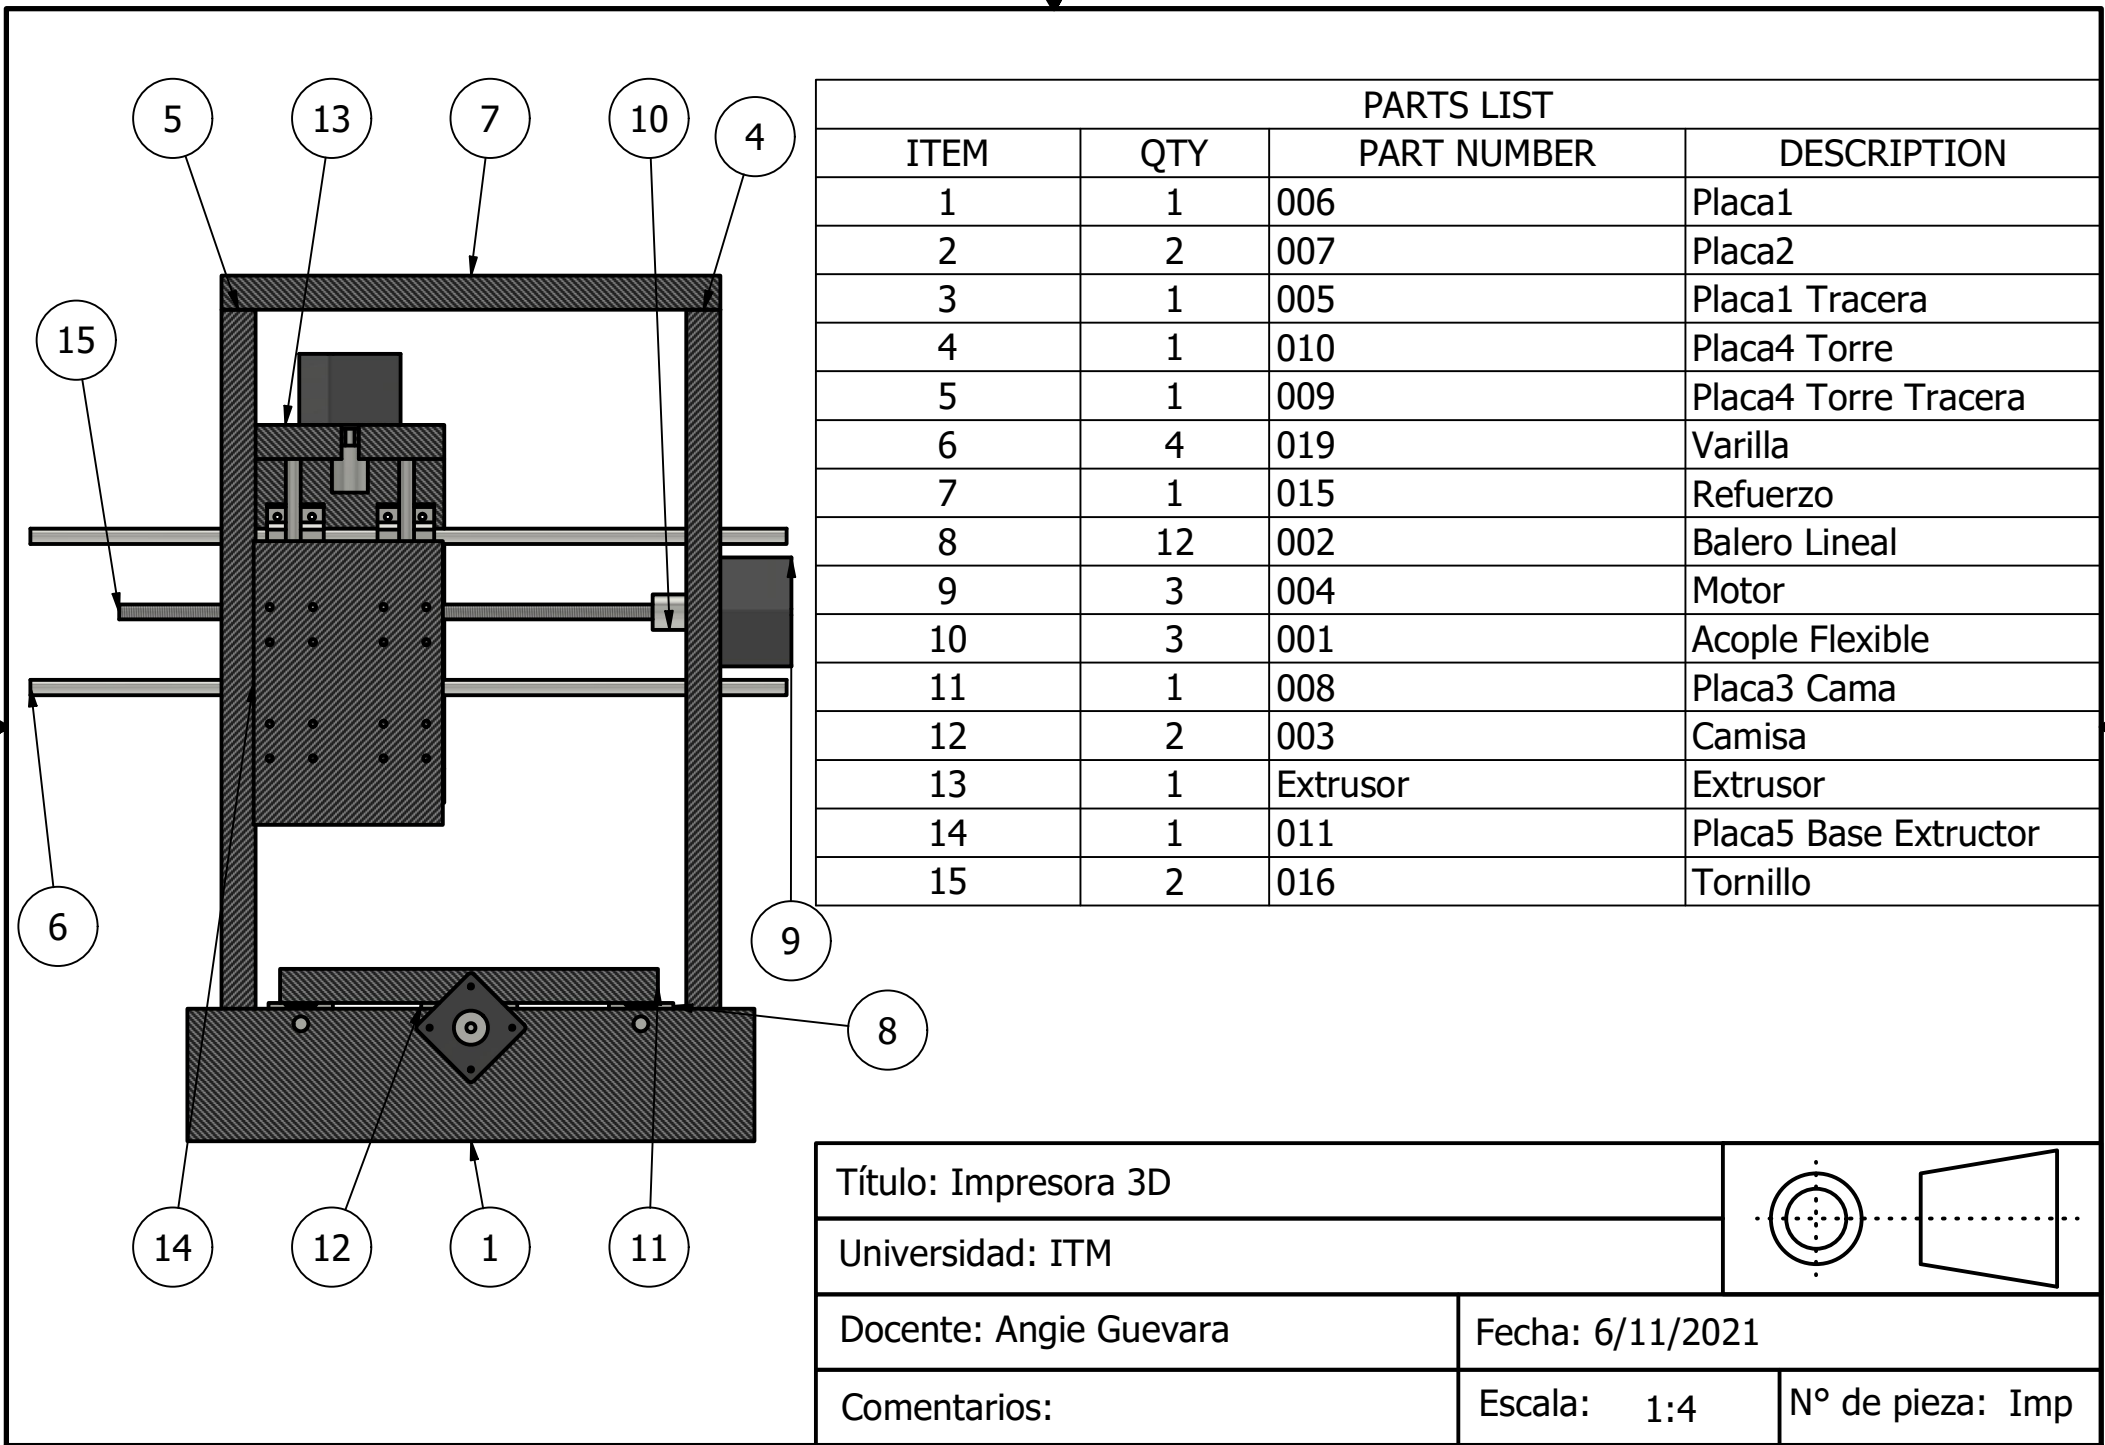 5
13
7
10
4
15
6
9
8
14
12
1
11
PARTS LIST
ITEM QTY PART NUMBER DESCRIPTION
1 1 006 Placa1
2 2 007 Placa2
3 1 005 Placa1 Tracera
4 1 010 Placa4 Torre
5 1 009 Placa4 Torre Tracera
6 4 019 Varilla
7 1 015 Refuerzo
8 12 002 Balero Lineal
9 3 004 Motor
10 3 001 Acople Flexible
11 1 008 Placa3 Cama
12 2 003 Camisa
13 1 Extrusor Extrusor
14 1 011 Placa5 Base Extructor
15 2 016 Tornillo
Título: Impresora 3D
Universidad: ITM
Docente: Angie Guevara Fecha: 6/11/2021
Comentarios: Escala: 1:4 N° de pieza: Imp